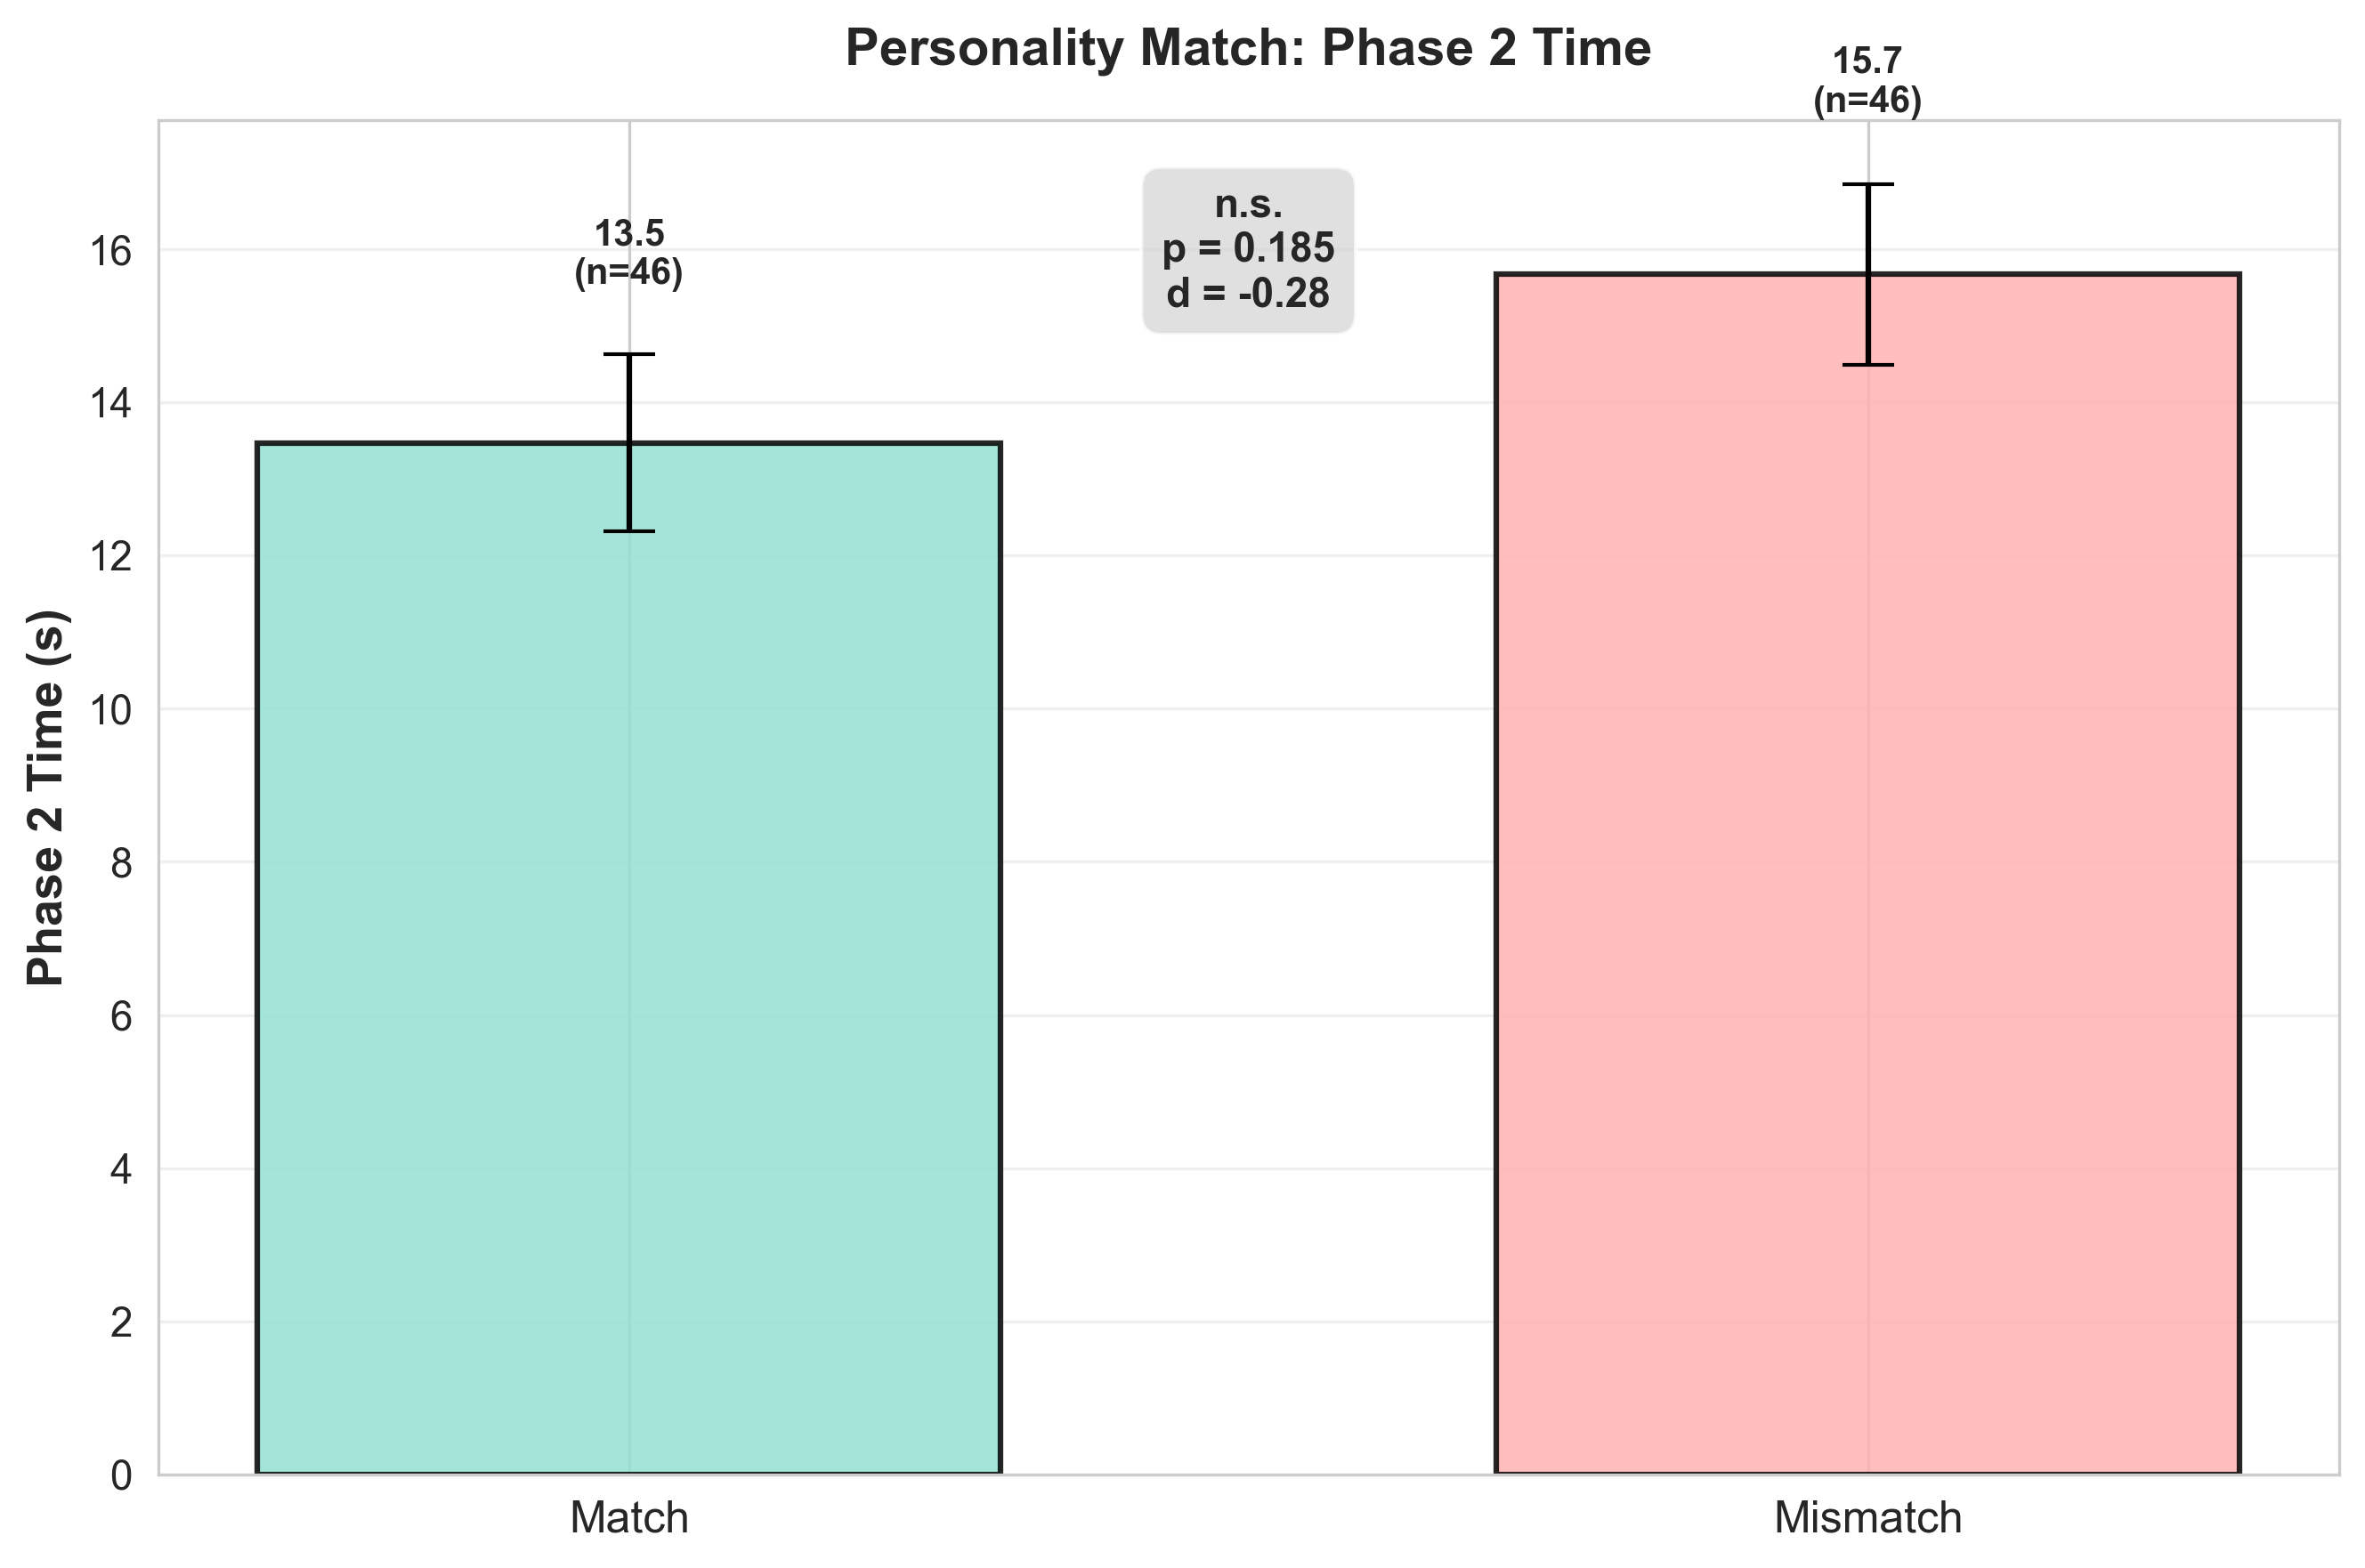 Personality Match: Phase 2 Time
15.7
(n=46)
13.5
(n=46)
n.s.
p = 0.185
d = -0.28
Phase 2 Time (s)
16
14
12
10
8
6
4
2
0
Match
Mismatch